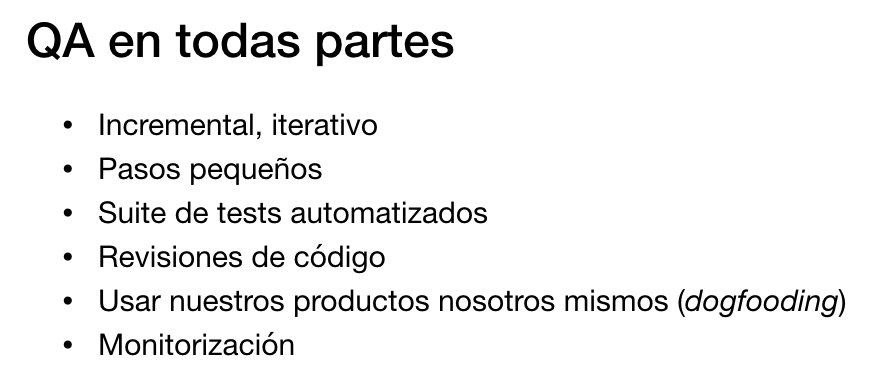 QA en todas partes
• Incremental, iterativo
• Pasos pequeños
• Suite de tests automatizados
• Revisiones de código
• Usar nuestros productos nosotros mismos (dogfooding)
• Monitorización